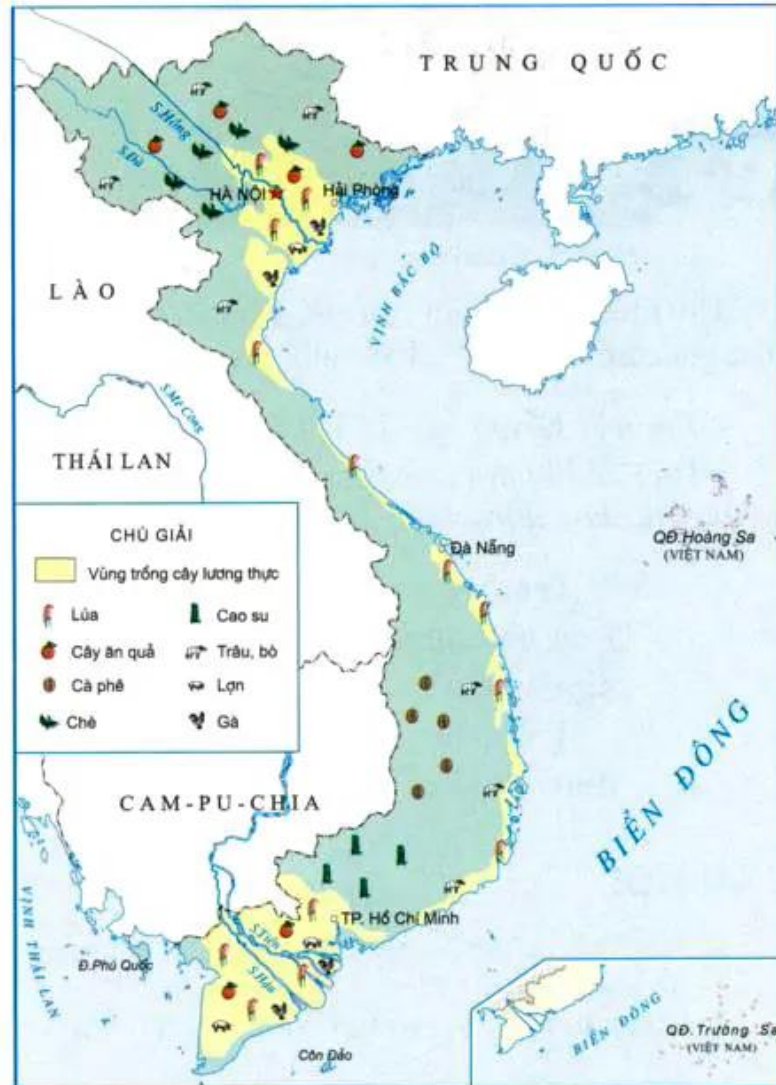 TRUNG QUỐC
S.Hồng
S.Đà
HÀ NỘI
Hải Phòng
LÀO
VỊNH BẮC BỘ
S.Mê Công
THÁI LAN
CHÚ GIẢI
Vùng trồng cây lương thực
Lúa
Cao su
Cây ăn quả
Trâu, bò
Cà phê
Lợn
Chè
Gà
Đà Nẵng
QĐ.Hoàng Sa
(VIỆT NAM)
CAM-PU-CHIA
BIỂN ĐÔNG
TP. Hồ Chí Minh
S.Tiền
S.Hậu
Đ.Phú Quốc
VỊNH THÁI LAN
Côn Đảo
BIỂN ĐÔNG
QĐ.Trường Sa
(VIỆT NAM)